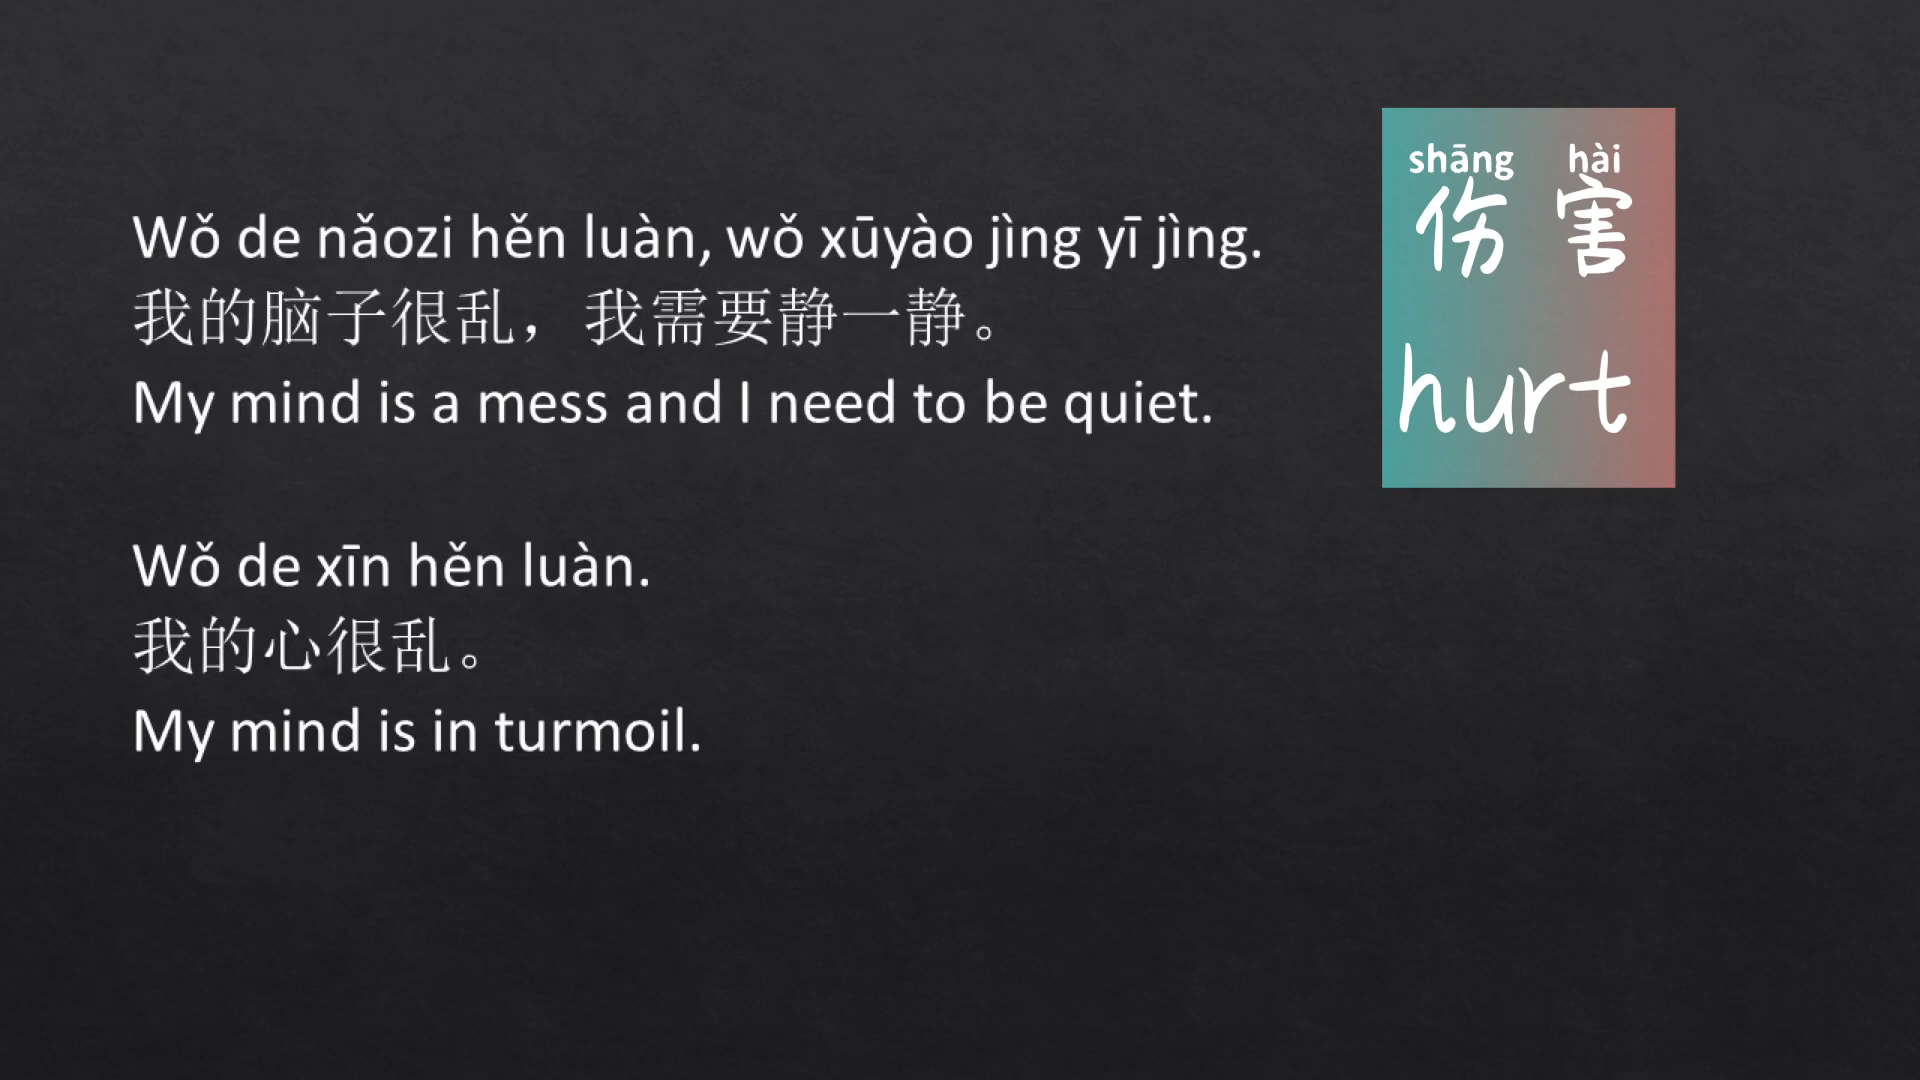 Wǒ de nǎozi hěn luàn, wǒ xūyào jìng yī jìng.
我的脑子很乱，我需要静一静。
My mind is a mess and I need to be quiet.
Wǒ de xīn hěn luàn.
我的心很乱。
My mind is in turmoil.
shāng hài
伤害
hurt